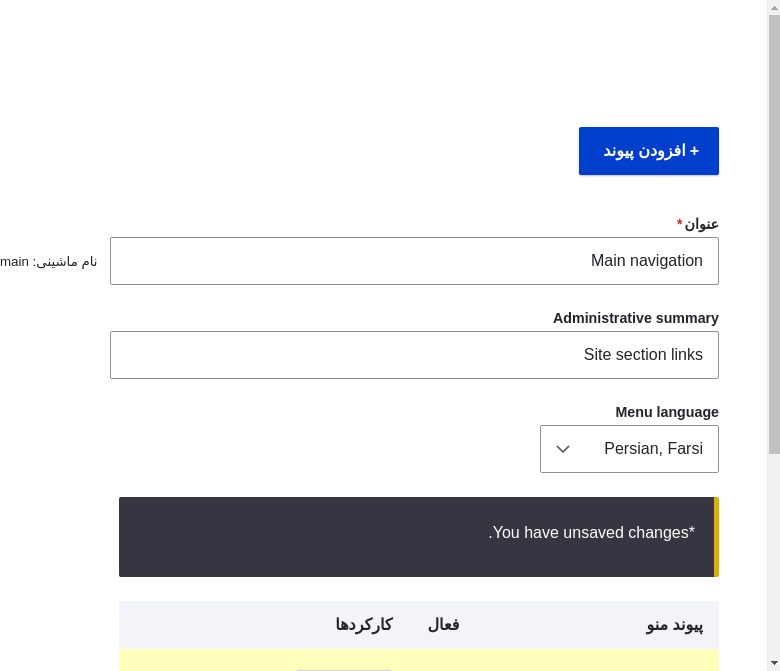 + افزودن پیوند
عنوان *
Main navigation
نام ماشینی: main
Administrative summary
Site section links
Menu language
Persian, Farsi
*You have unsaved changes.
پیوند منو فعال کارکردها